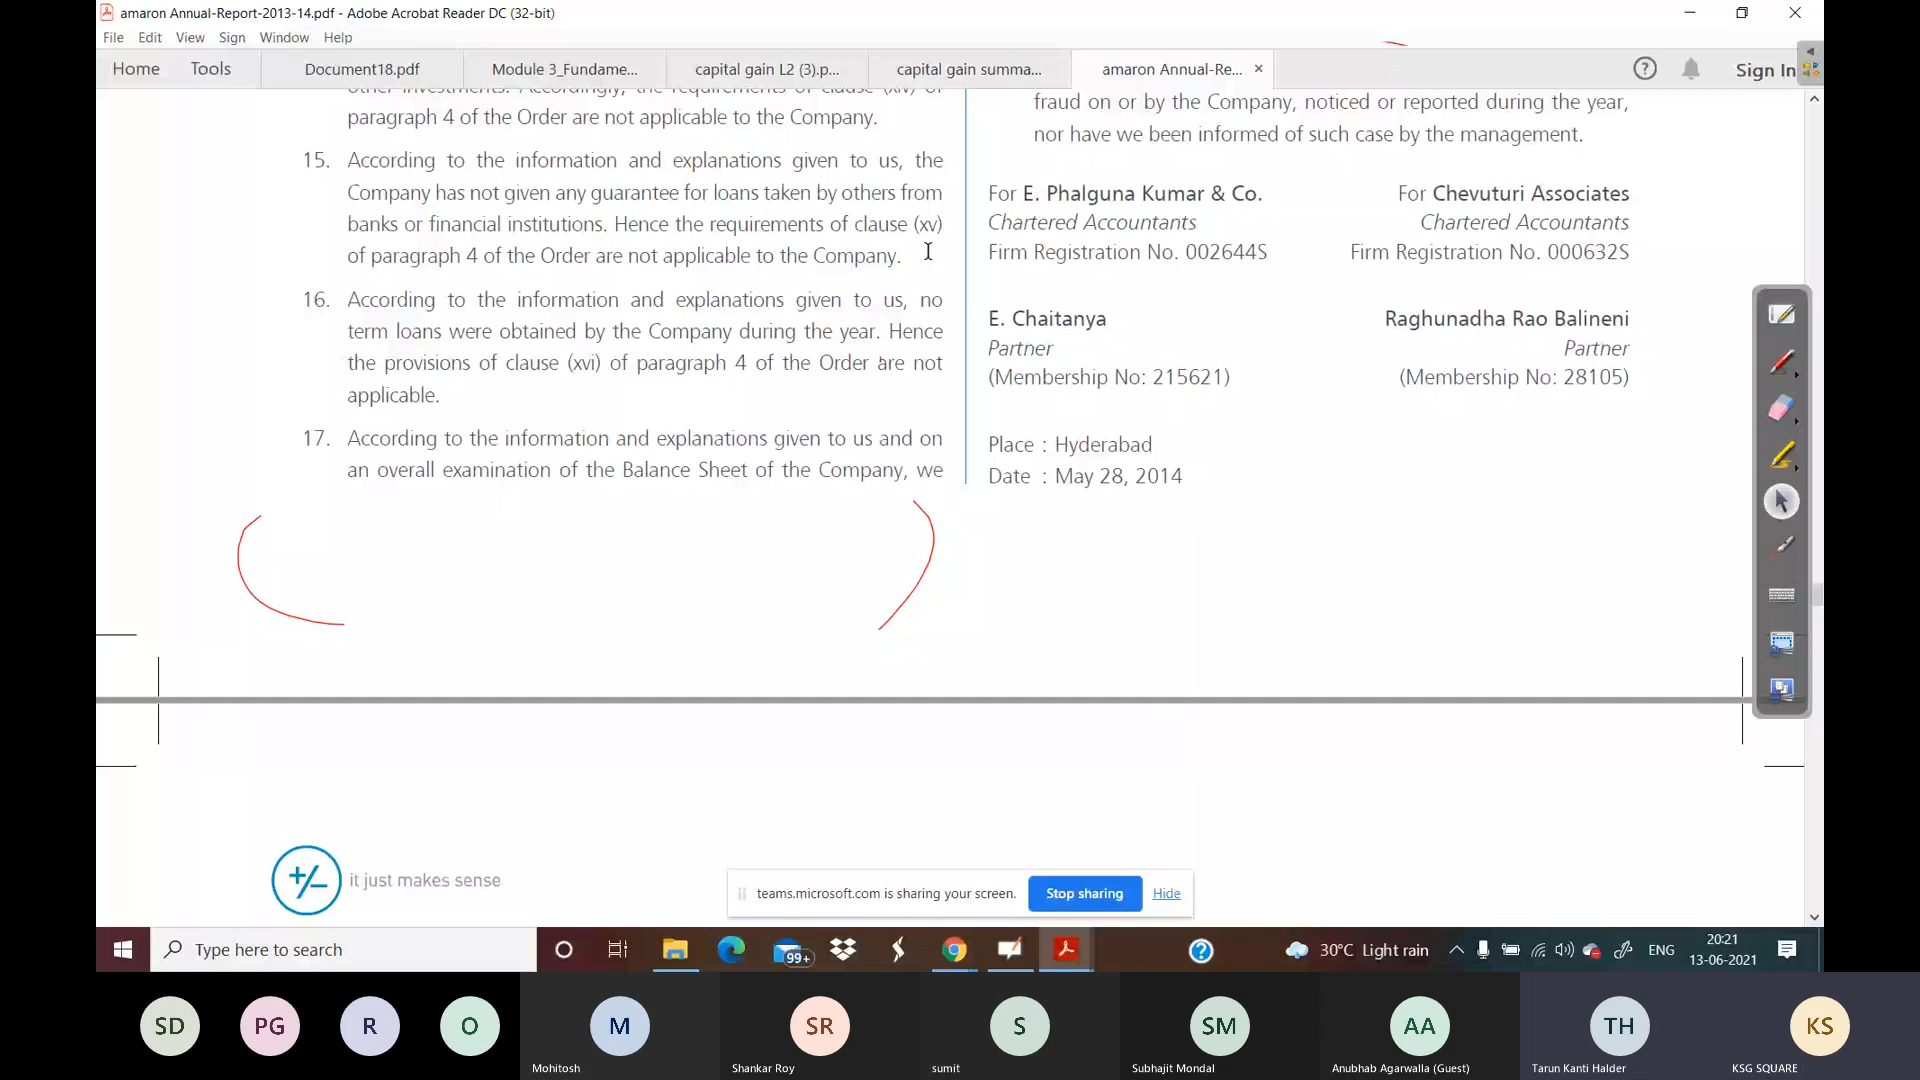 amaron Annual-Report-2013-14.pdf - Adobe Acrobat Reader DC (32-bit)
File Edit View Sign Window Help
Home Tools Document18.pdf Module 3_Fundame... capital gain L2 (3).p... capital gain summa... amaron Annual-Re... × Sign In
other investments. Accordingly, the requirements of clause (xiv) of
paragraph 4 of the Order are not applicable to the Company.
15. According to the information and explanations given to us, the
Company has not given any guarantee for loans taken by others from
banks or financial institutions. Hence the requirements of clause (xv)
of paragraph 4 of the Order are not applicable to the Company.
16. According to the information and explanations given to us, no
term loans were obtained by the Company during the year. Hence
the provisions of clause (xvi) of paragraph 4 of the Order are not
applicable.
17. According to the information and explanations given to us and on
an overall examination of the Balance Sheet of the Company, we
fraud on or by the Company, noticed or reported during the year,
nor have we been informed of such case by the management.
For E. Phalguna Kumar & Co. For Chevuturi Associates
Chartered Accountants Chartered Accountants
Firm Registration No. 002644S Firm Registration No. 000632S
E. Chaitanya Raghunadha Rao Balineni
Partner Partner
(Membership No: 215621) (Membership No: 28105)
Place : Hyderabad
Date : May 28, 2014
+/- it just makes sense
teams.microsoft.com is sharing your screen. Stop sharing Hide
Type here to search 99+ 30°C Light rain ENG 20:21
13-06-2021
SD PG R O M SR S SM AA TH KS
Mohitosh Shankar Roy sumit Subhajit Mondal Anubhab Agarwalla (Guest) Tarun Kanti Halder KSG SQUARE